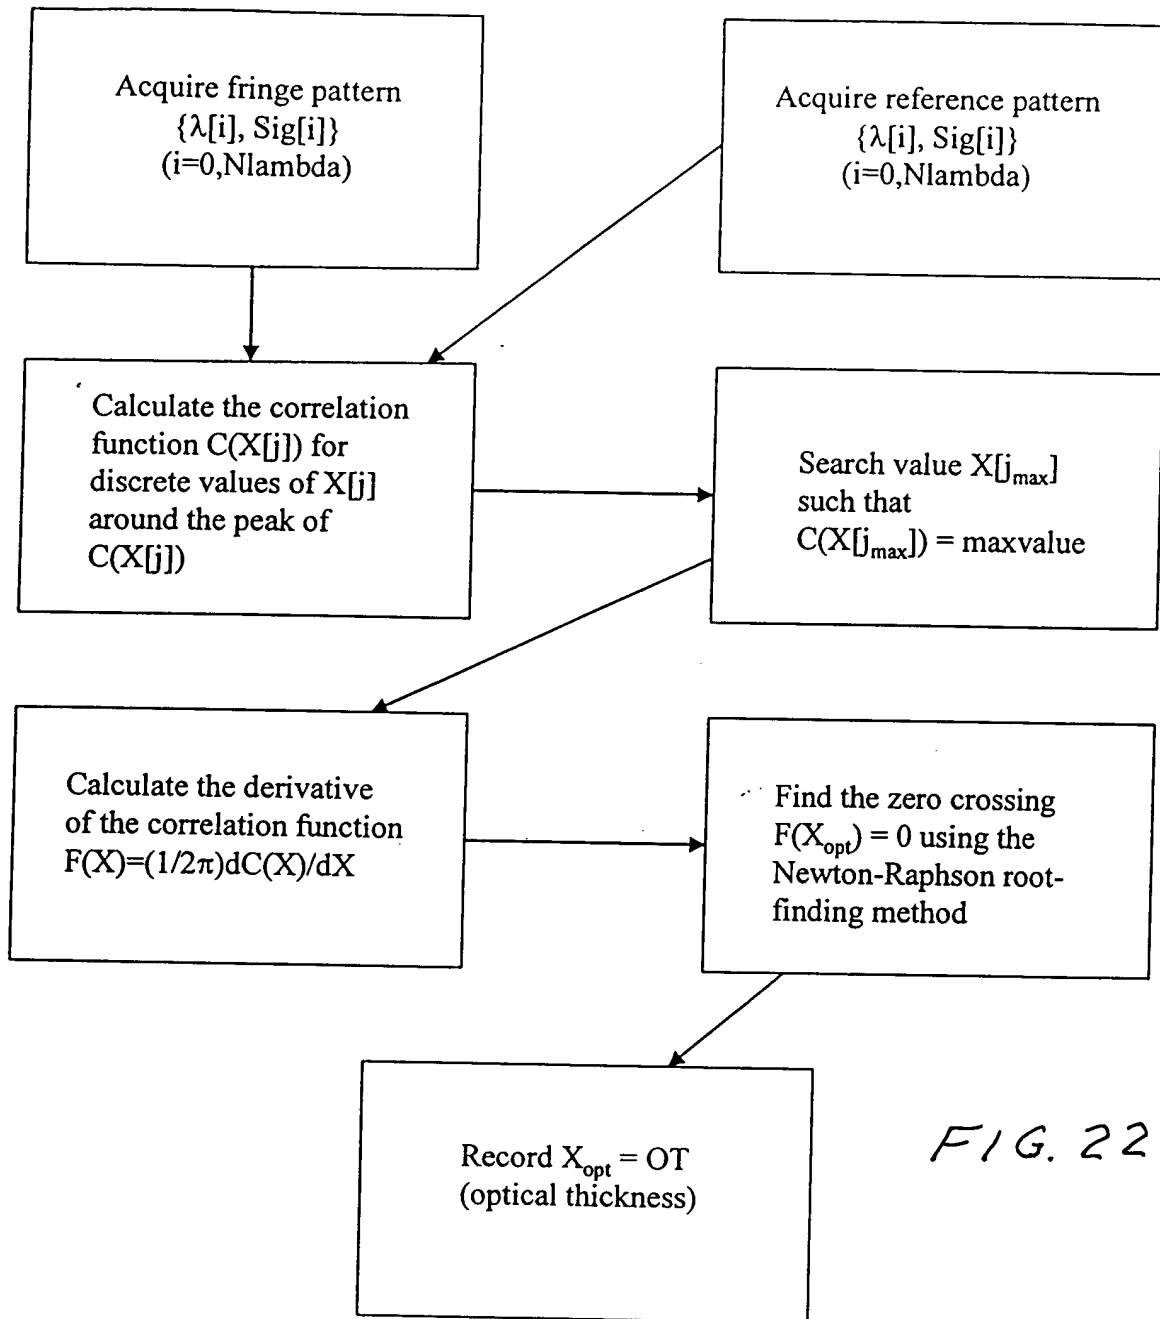 Acquire fringe pattern
{λ[i], Sig[i]}
(i=0,Nlambda)
Acquire reference pattern
{λ[i], Sig[i]}
(i=0,Nlambda)
Calculate the correlation
function C(X[j]) for
discrete values of X[j]
around the peak of
C(X[j])
Search value X[jmax]
such that
C(X[jmax]) = maxvalue
Calculate the derivative
of the correlation function
F(X)=(1/2π)dC(X)/dX
Find the zero crossing
F(Xopt) = 0 using the
Newton-Raphson root-
finding method
Record Xopt = OT
(optical thickness)
FIG. 22